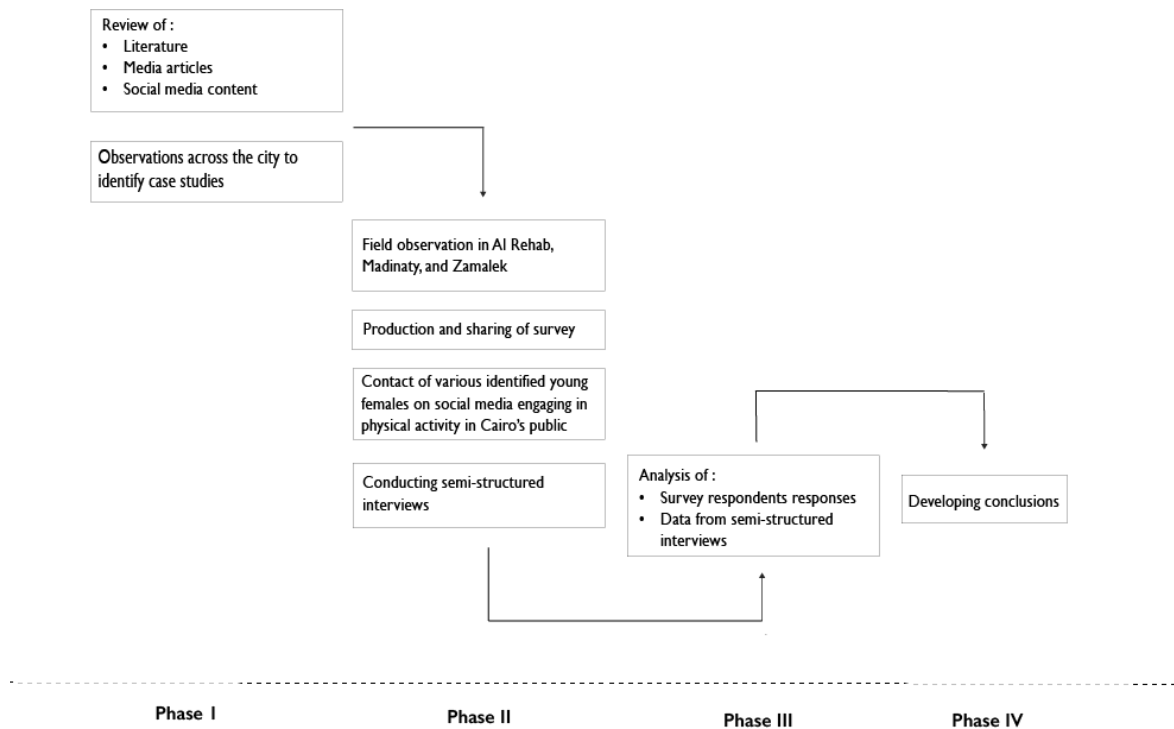 Review of :
• Literature
• Media articles
• Social media content
Observations across the city to
identify case studies
Field observation in Al Rehab,
Madinaty, and Zamalek
Production and sharing of survey
Contact of various identified young
females on social media engaging in
physical activity in Cairo's public
Conducting semi-structured
interviews
Analysis of :
• Survey respondents responses
• Data from semi-structured
interviews
Developing conclusions
Phase I
Phase II
Phase III
Phase IV